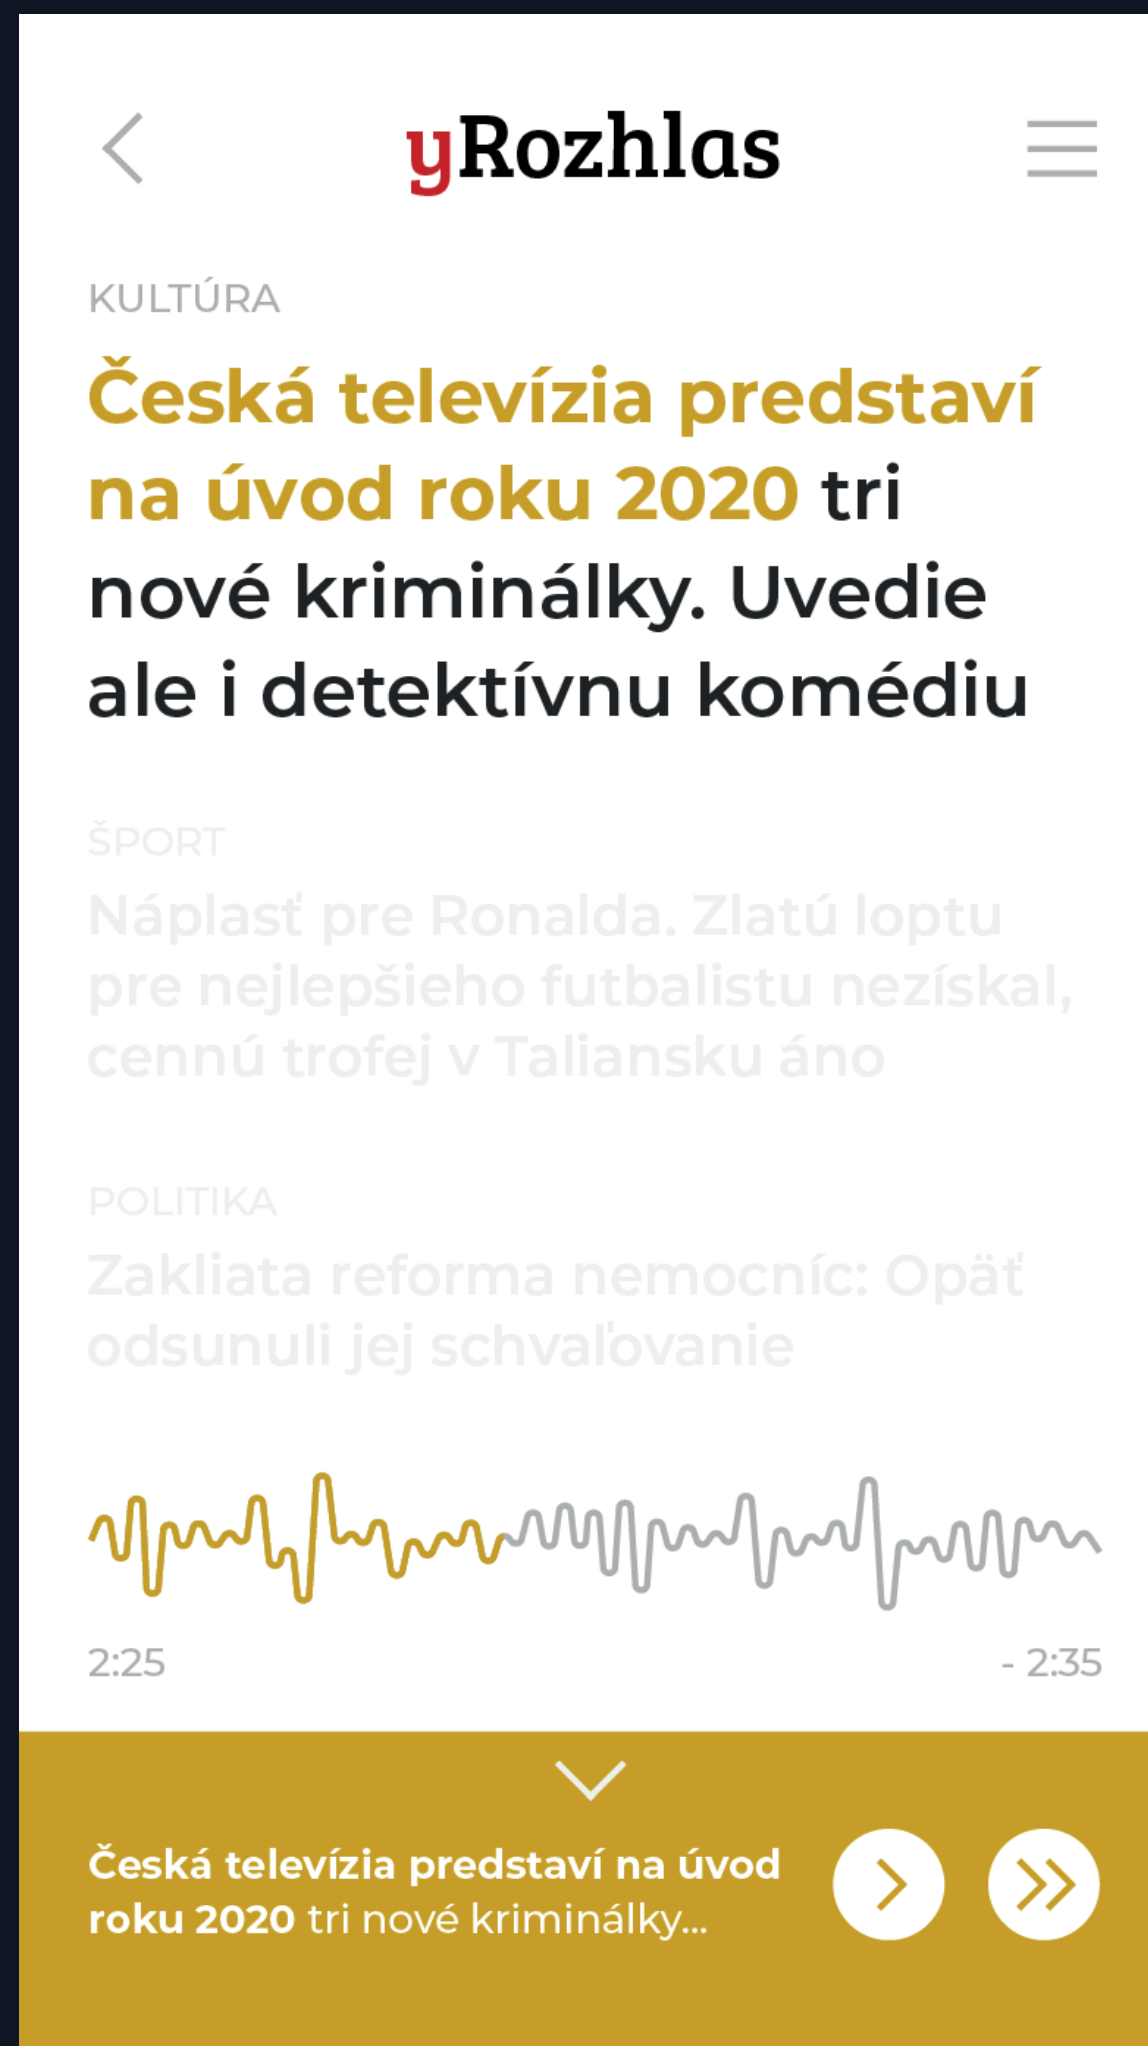 yRozhlas
KULTÚRA
Česká televízia predstaví
na úvod roku 2020 tri
nové kriminálky. Uvedie
ale i detektívnu komédiu
ŠPORT
Náplasť pre Ronalda. Zlatú loptu
pre nejlepšieho futbalistu nezískal,
cennú trofej v Taliansku áno
POLITIKA
Zakliata reforma nemocníc: Opäť
odsunuli jej schvaľovanie
2:25
- 2:35
Česká televízia predstaví na úvod
roku 2020 tri nové kriminálky...